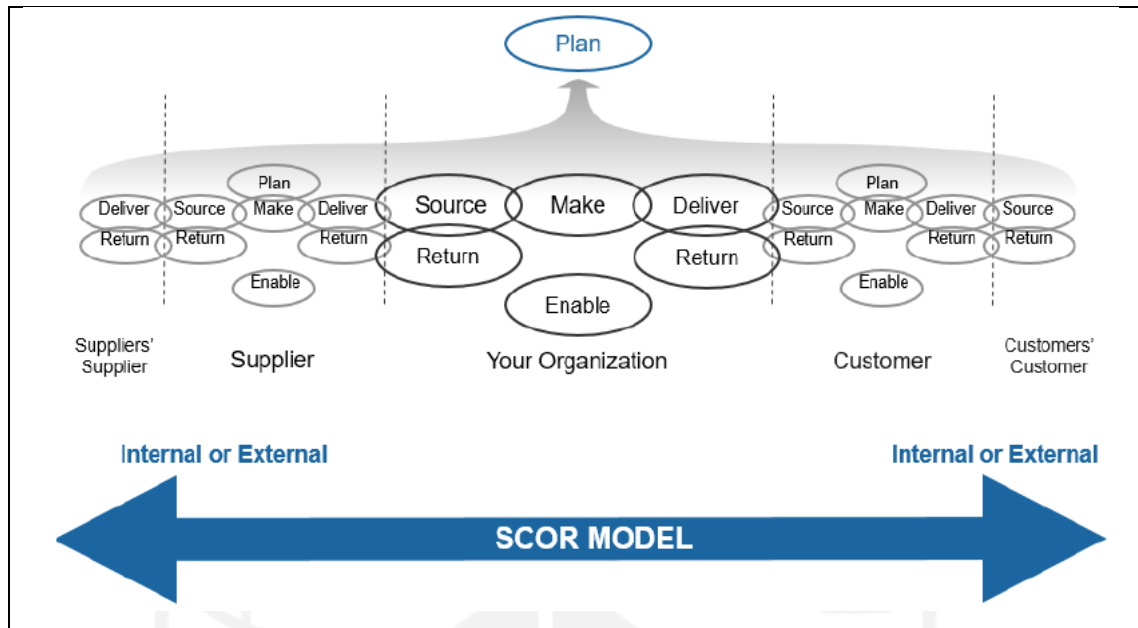 Plan
Plan
Plan
Deliver
Source
Make
Deliver
Source
Make
Deliver
Source
Make
Deliver
Source
Return
Return
Return
Return
Return
Return
Return
Return
Enable
Enable
Enable
Suppliers'
Supplier
Supplier
Your Organization
Customer
Customers'
Customer
Internal or External
Internal or External
SCOR MODEL